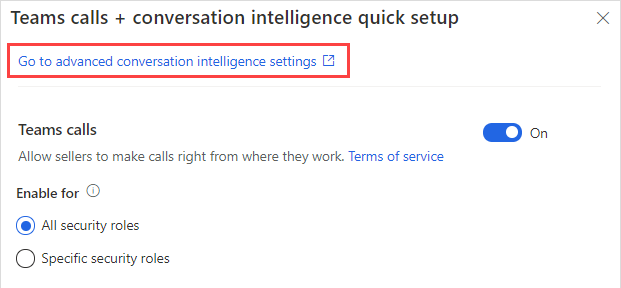 Teams calls + conversation intelligence quick setup
Go to advanced conversation intelligence settings
Teams calls
On
Allow sellers to make calls right from where they work. Terms of service
Enable for
All security roles
Specific security roles